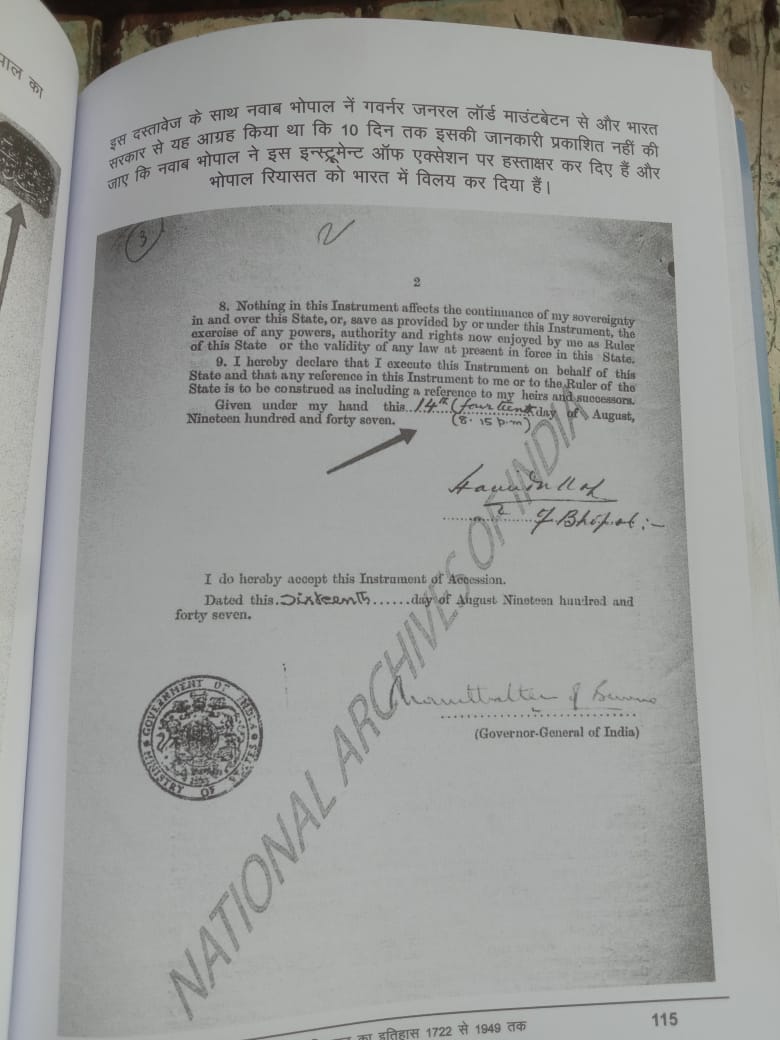 पाल का
इस दस्तावेज के साथ नवाब भोपाल नें गवर्नर जनरल लॉर्ड माउंटबेटन से और भारत
सरकार से यह आग्रह किया था कि 10 दिन तक इसकी जानकारी प्रकाशित नहीं की
जाए कि नवाब भोपाल ने इस इन्स्ट्रूमेन्ट ऑफ एक्सेशन पर हस्ताक्षर कर दिए हैं और
भोपाल रियासत को भारत में विलय कर दिया हैं।
3
2
8. Nothing in this Instrument affects the continuance of my sovereignty
in and over this State, or, save as provided by or under this Instrument, the
exercise of any powers, authority and rights now enjoyed by me as Ruler
of this State or the validity of any law at present in force in this State.
9. I hereby declare that I execute this Instrument on behalf of this
State and that any reference in this Instrument to me or to the Ruler of the
State is to be construed as including a reference to my heirs and successors.
Given under my hand this 14th (fourteenth day of August,
Nineteen hundred and forty seven. (8.15 p.m)
of Bhopal :-
I do hereby accept this Instrument of Accession.
Dated this Sixteenth......day of August Nineteen hundred and
forty seven.
Mountbatten of Burma
(Governor-General of India)
GOVERNMENT OF INDIA
MINISTRY OF STATES
NATIONAL ARCHIVES OF INDIA
का इतिहास 1722 से 1949 तक
115